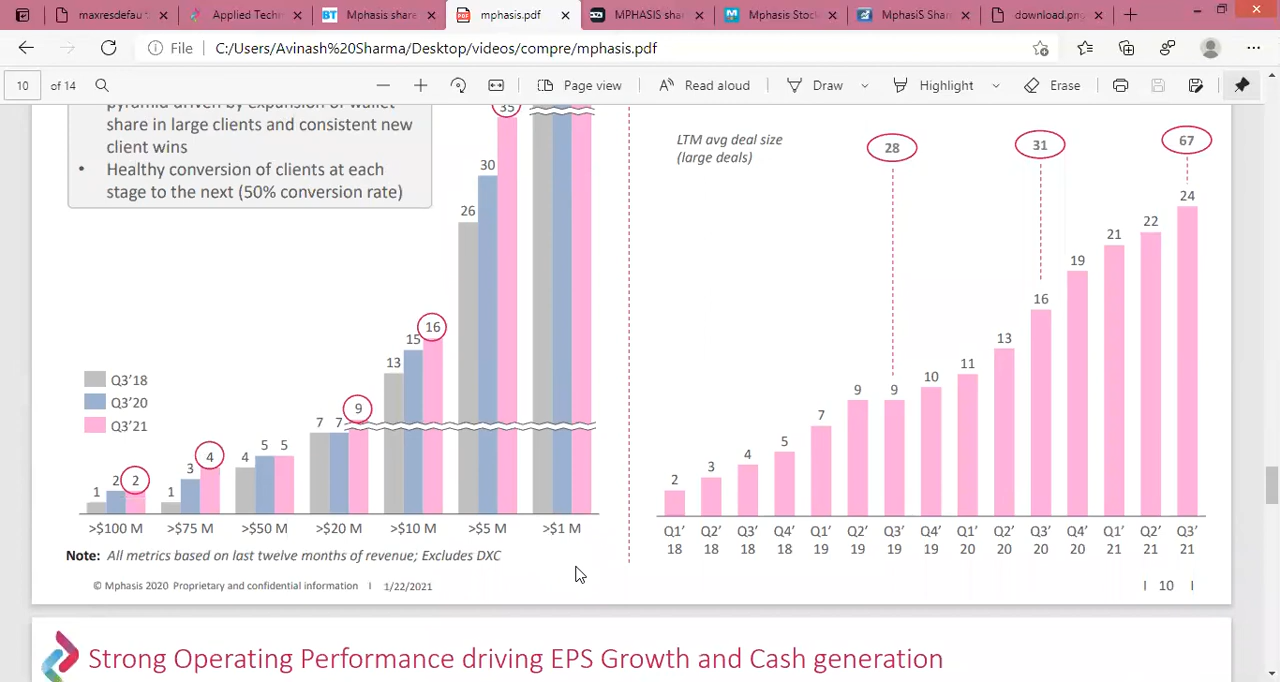 maxresdefau
Applied Techn
BT Mphasis share
PDF mphasis.pdf
MPHASIS shar
Mphasis Stock
MphasiS Shar
download.png
File C:/Users/Avinash%20Sharma/Desktop/videos/compre/mphasis.pdf
10 of 14
Page view
Read aloud
Draw
Highlight
Erase
pyramid driven by expansion of wallet
share in large clients and consistent new
client wins
• Healthy conversion of clients at each
stage to the next (50% conversion rate)
35
30
26
13 15 16
7 7 9
4 5 5
1 3 4
1 2 2
Q3'18
Q3'20
Q3'21
>$100 M >$75 M >$50 M >$20 M >$10 M >$5 M >$1 M
Note: All metrics based on last twelve months of revenue; Excludes DXC
LTM avg deal size
(large deals)
28 31 67
2 3 4 5 7 9 9 10 11 13 16 19 21 22 24
Q1' Q2' Q3' Q4' Q1' Q2' Q3' Q4' Q1' Q2' Q3' Q4' Q1' Q2' Q3'
18 18 18 18 19 19 19 19 20 20 20 20 21 21 21
© Mphasis 2020 Proprietary and confidential information I 1/22/2021
I 10 I
Strong Operating Performance driving EPS Growth and Cash generation